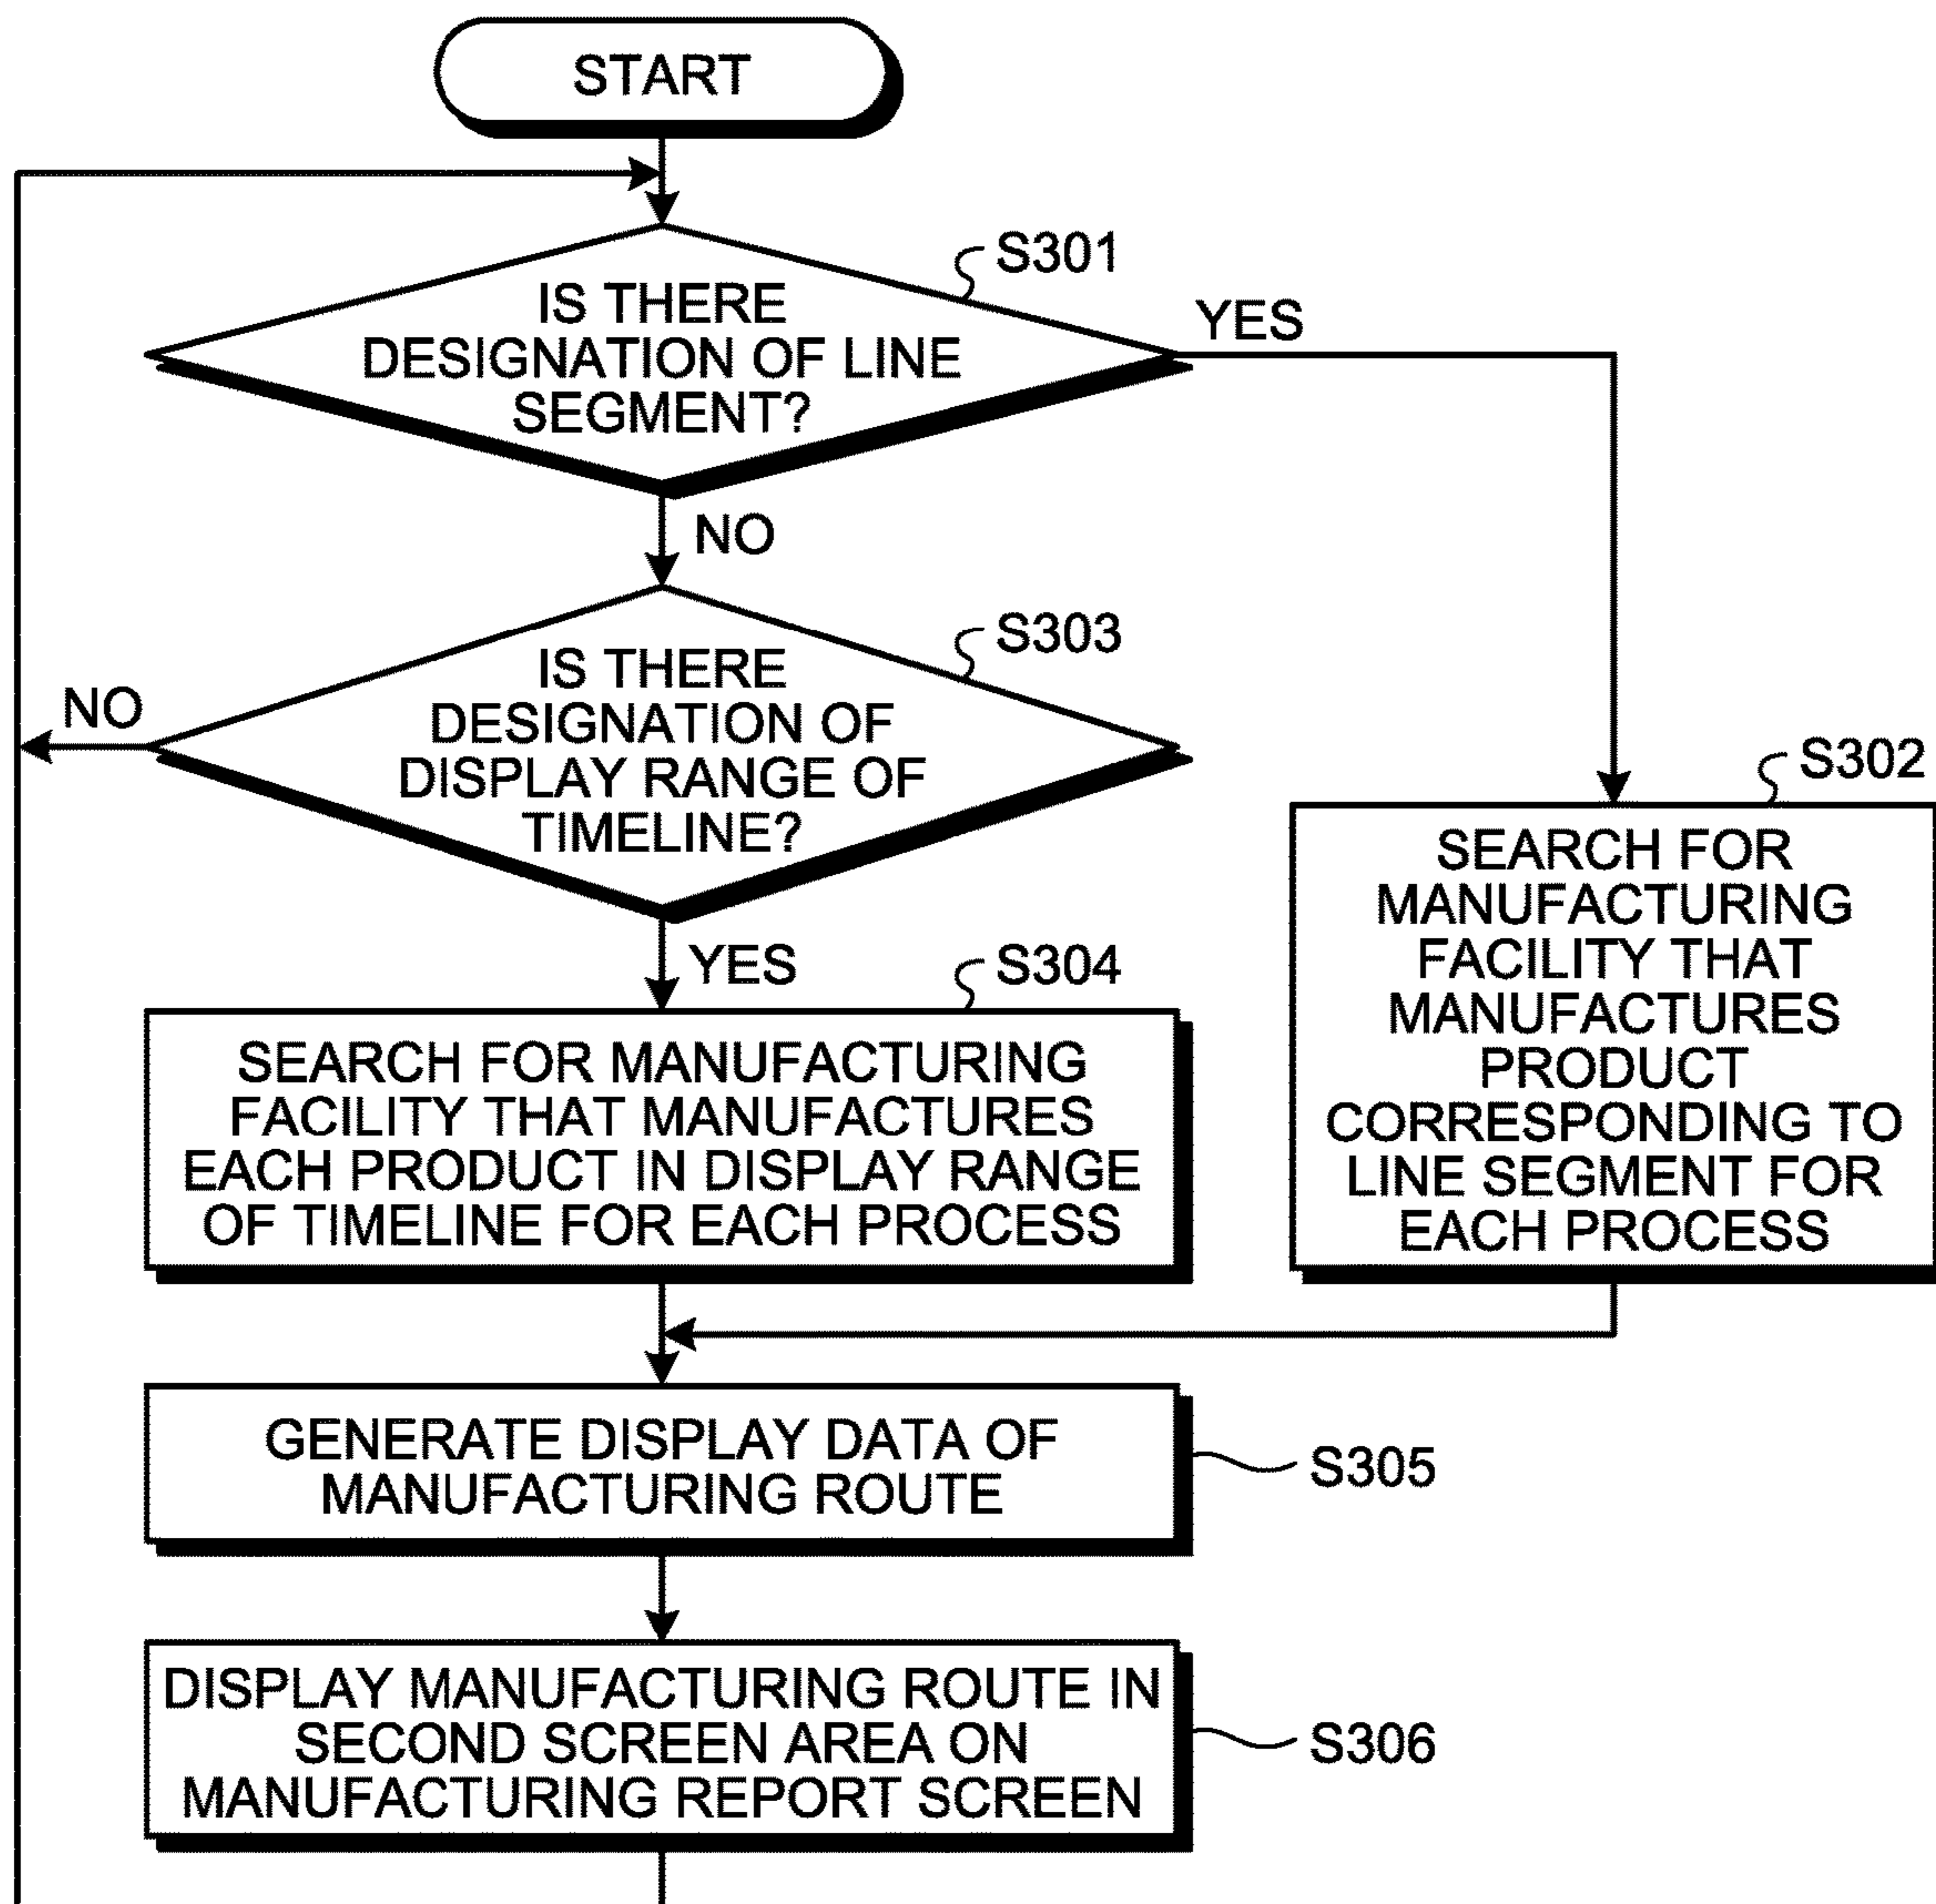 START
S301
IS THERE
DESIGNATION OF LINE
SEGMENT?
YES
NO
S303
IS THERE
DESIGNATION OF
DISPLAY RANGE OF
TIMELINE?
NO
YES
S302
SEARCH FOR
MANUFACTURING
FACILITY THAT
MANUFACTURES
PRODUCT
CORRESPONDING TO
LINE SEGMENT FOR
EACH PROCESS
S304
SEARCH FOR MANUFACTURING
FACILITY THAT MANUFACTURES
EACH PRODUCT IN DISPLAY RANGE
OF TIMELINE FOR EACH PROCESS
GENERATE DISPLAY DATA OF
MANUFACTURING ROUTE
S305
DISPLAY MANUFACTURING ROUTE IN
SECOND SCREEN AREA ON
MANUFACTURING REPORT SCREEN
S306